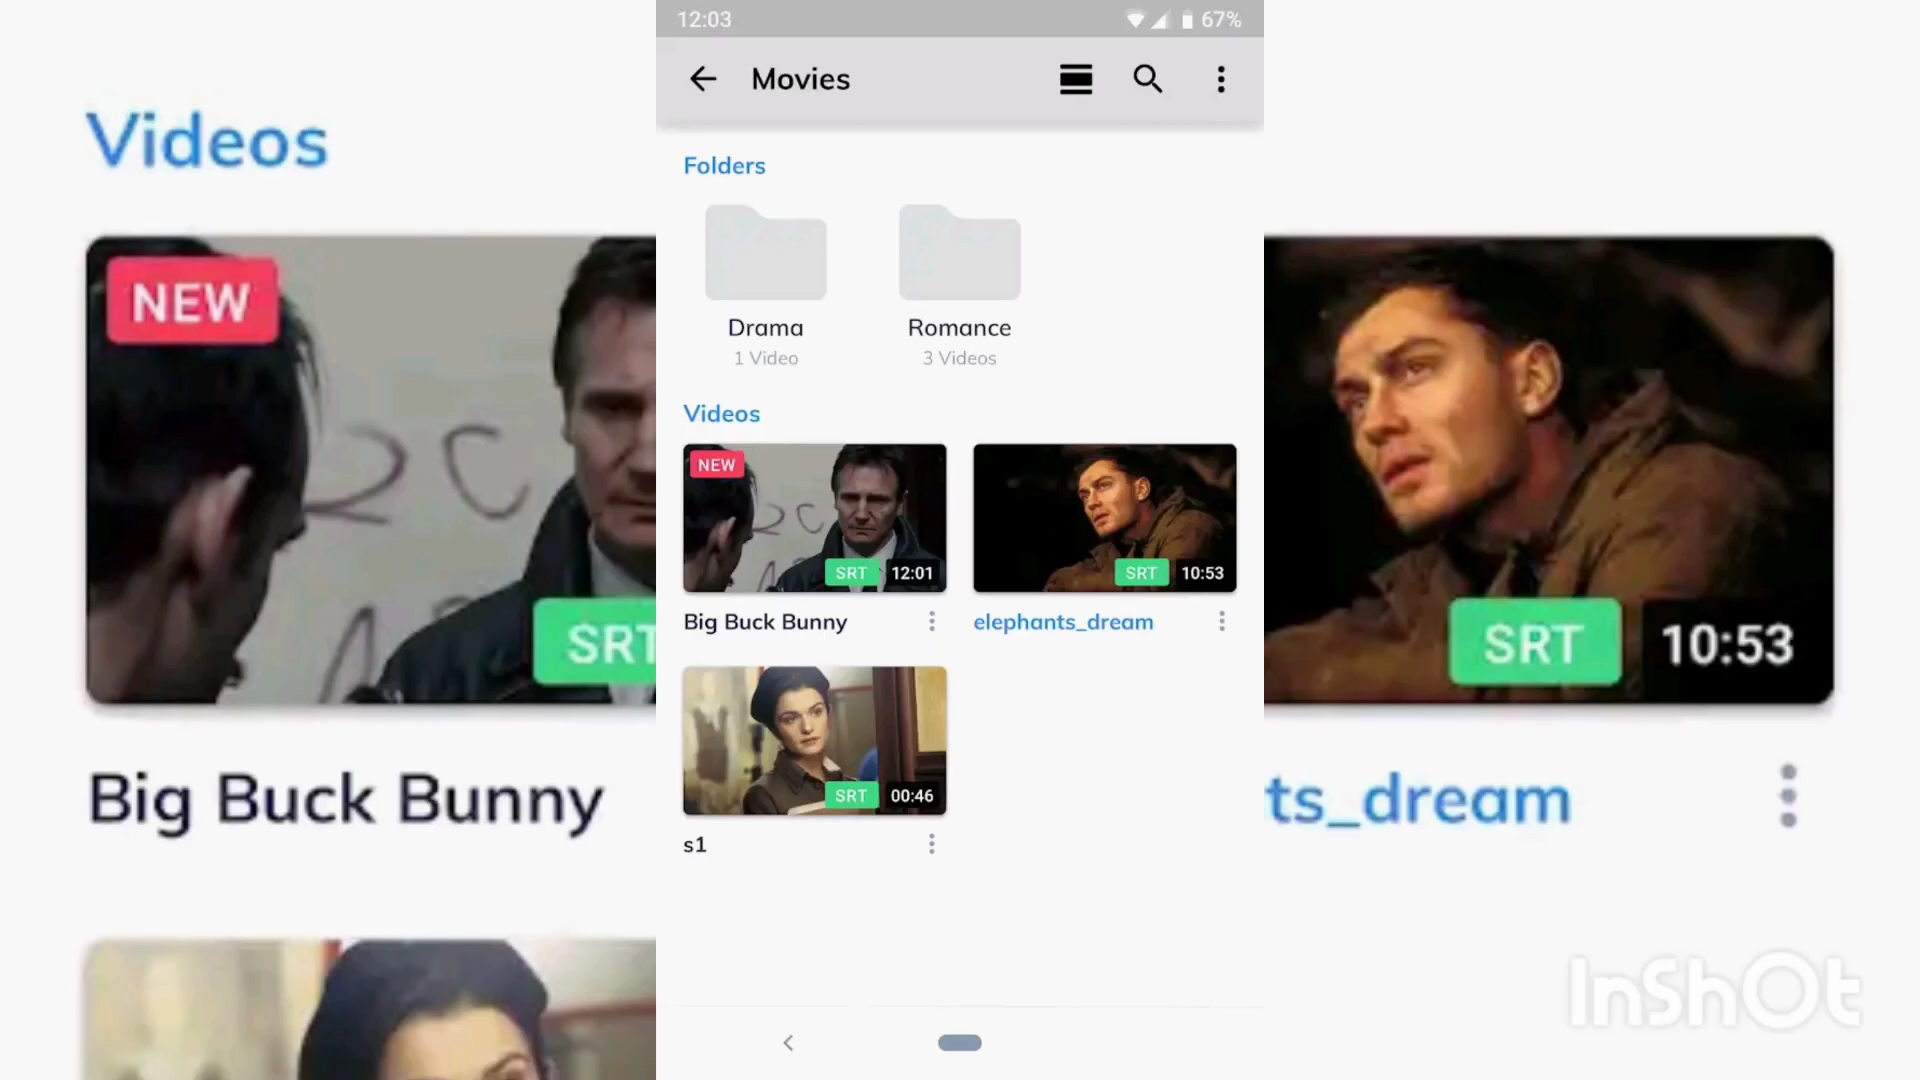 12:03
67%
Movies
Folders
Drama
Romance
1 Video
3 Videos
Videos
NEW
2C
SRT 12:01
SRT 10:53
Big Buck Bunny
elephants_dream
SRT 00:46
s1
Videos
NEW
2C
SRT
SRT 10:53
Big Buck Bunny
ts_dream
InShOt